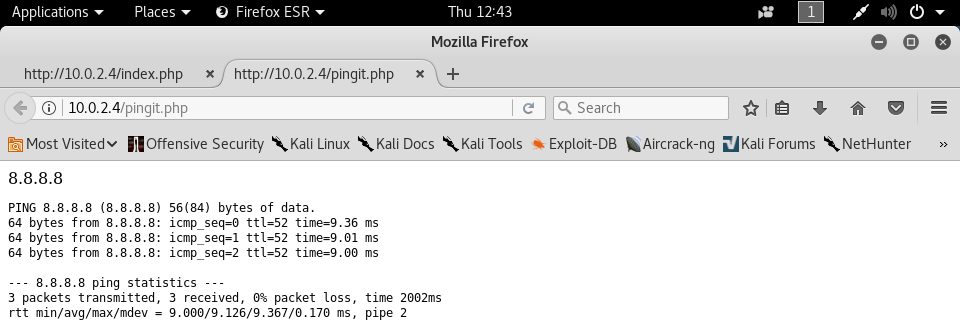 Applications Places Firefox ESR Thu 12:43 1
Mozilla Firefox
http://10.0.2.4/index.php http://10.0.2.4/pingit.php
10.0.2.4/pingit.php Search
Most Visited Offensive Security Kali Linux Kali Docs Kali Tools Exploit-DB Aircrack-ng Kali Forums NetHunter »
8.8.8.8
PING 8.8.8.8 (8.8.8.8) 56(84) bytes of data.
64 bytes from 8.8.8.8: icmp_seq=0 ttl=52 time=9.36 ms
64 bytes from 8.8.8.8: icmp_seq=1 ttl=52 time=9.01 ms
64 bytes from 8.8.8.8: icmp_seq=2 ttl=52 time=9.00 ms
--- 8.8.8.8 ping statistics ---
3 packets transmitted, 3 received, 0% packet loss, time 2002ms
rtt min/avg/max/mdev = 9.000/9.126/9.367/0.170 ms, pipe 2